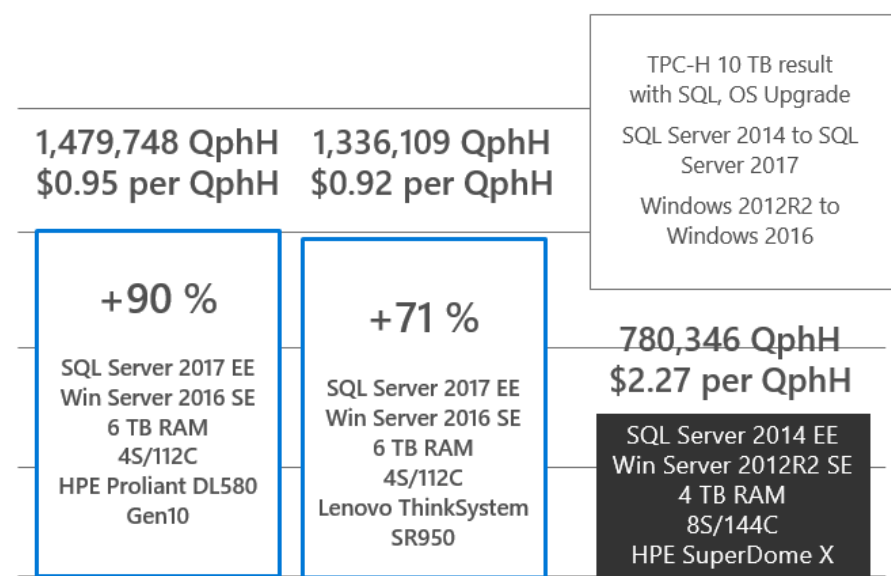 1,479,748 QphH
$0.95 per QphH
+90 %
SQL Server 2017 EE
Win Server 2016 SE
6 TB RAM
4S/112C
HPE Proliant DL580
Gen10
1,336,109 QphH
$0.92 per QphH
+71 %
SQL Server 2017 EE
Win Server 2016 SE
6 TB RAM
4S/112C
Lenovo ThinkSystem
SR950
TPC-H 10 TB result
with SQL, OS Upgrade
SQL Server 2014 to SQL
Server 2017
Windows 2012R2 to
Windows 2016
780,346 QphH
$2.27 per QphH
SQL Server 2014 EE
Win Server 2012R2 SE
4 TB RAM
8S/144C
HPE SuperDome X